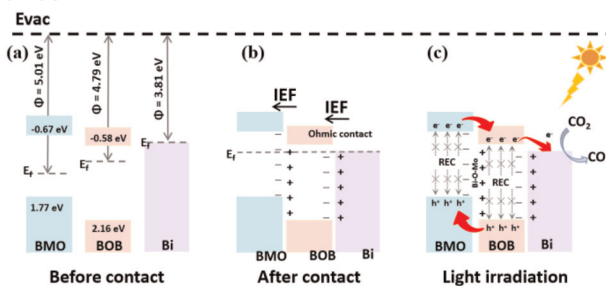 Evac
(a)
Φ = 5.01 eV
Φ = 4.79 eV
Φ = 3.81 eV
-0.67 eV
-0.58 eV
Ef
Ef
Ef
1.77 eV
2.16 eV
BMO
BOB
Bi
Before contact
(b)
IEF
IEF
Ohmic contact
Ef
BMO
BOB
Bi
After contact
(c)
e- e- e-
e- e- e-
e-
CO2
CO
REC
Bi-O-Mo
REC
h+ h+ h+
h+ h+ h+
BMO
BOB
Bi
Light irradiation